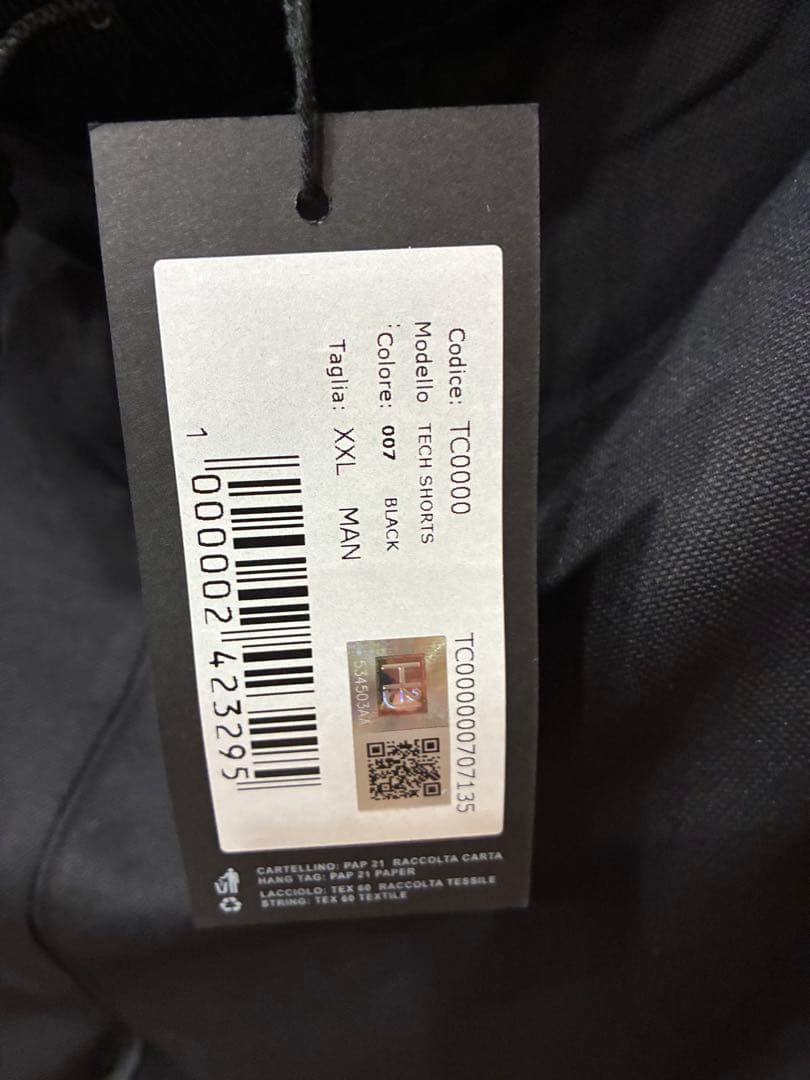 Codice: TC0000
Modello TECH SHORTS
Colore: 007 BLACK
Taglia: XXL MAN
TC000000707135
534503AA
1 000002 423295
CARTELLINO: PAP 21 RACCOLTA CARTA
HANG TAG: PAP 21 PAPER
LACCIOLO: TEX 60 RACCOLTA TESSILE
STRING: TEX 60 TEXTILE